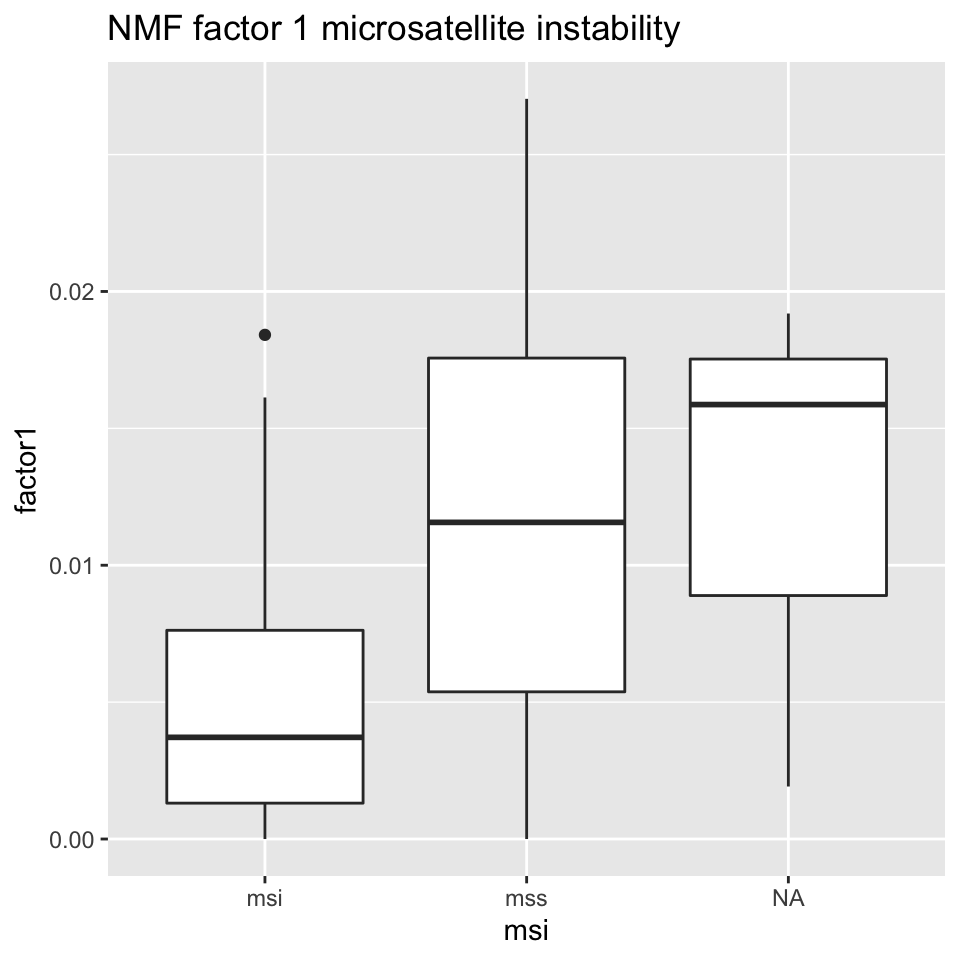 NMF factor 1 microsatellite instability
factor1
0.02
0.01
0.00
msi mss NA
msi